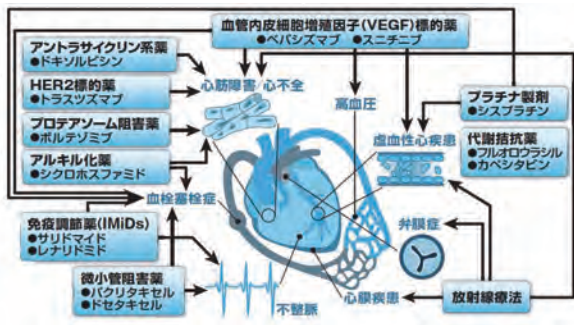 血管内皮細胞増殖因子(VEGF)標的薬
●ベバシズマブ ●スニチニブ
アントラサイクリン系薬
●ドキソルビシン
HER2標的薬
●トラスツズマブ
プロテアソーム阻害薬
●ボルテゾミブ
アルキル化薬
●シクロホスファミド
心筋障害/心不全
高血圧
虚血性心疾患
プラチナ製剤
●シスプラチン
代謝拮抗薬
●フルオロウラシル
●カペシタビン
血栓塞栓症
免疫調節薬(IMiDs)
●サリドマイド
●レナリドミド
弁膜症
微小管阻害薬
●パクリタキセル
●ドセタキセル
不整脈
心膜疾患
放射線療法